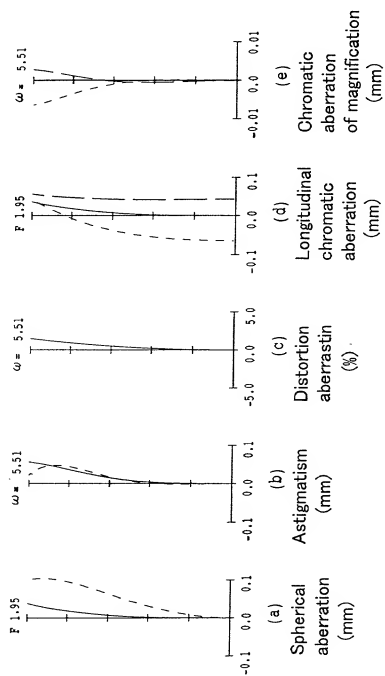 F 1.95
-0.1 0.0 0.1
(a)
Spherical
aberration
(mm)
ω = 5.51
-0.1 0.0 0.1
(b)
Astigmatism
(mm)
ω = 5.51
-5.0 0.0 5.0
(c)
Distortion
aberrastin
(%)
F 1.95
-0.1 0.0 0.1
(d)
Longitudinal
chromatic
aberration
(mm)
ω = 5.51
-0.01 0.0 0.01
(e)
Chromatic
aberration
of magnification
(mm)